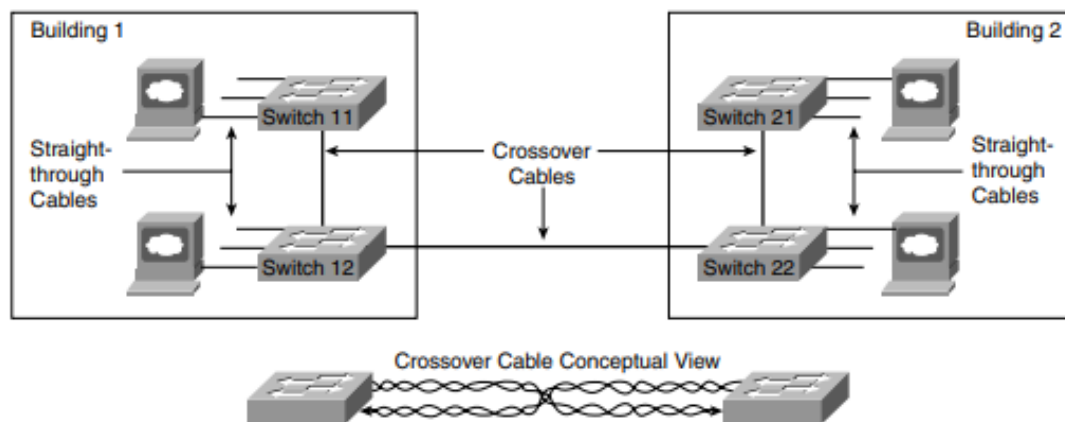 Building 1
Building 2
Switch 11
Switch 21
Straight-
through
Cables
Crossover
Cables
Straight-
through
Cables
Switch 12
Switch 22
Crossover Cable Conceptual View